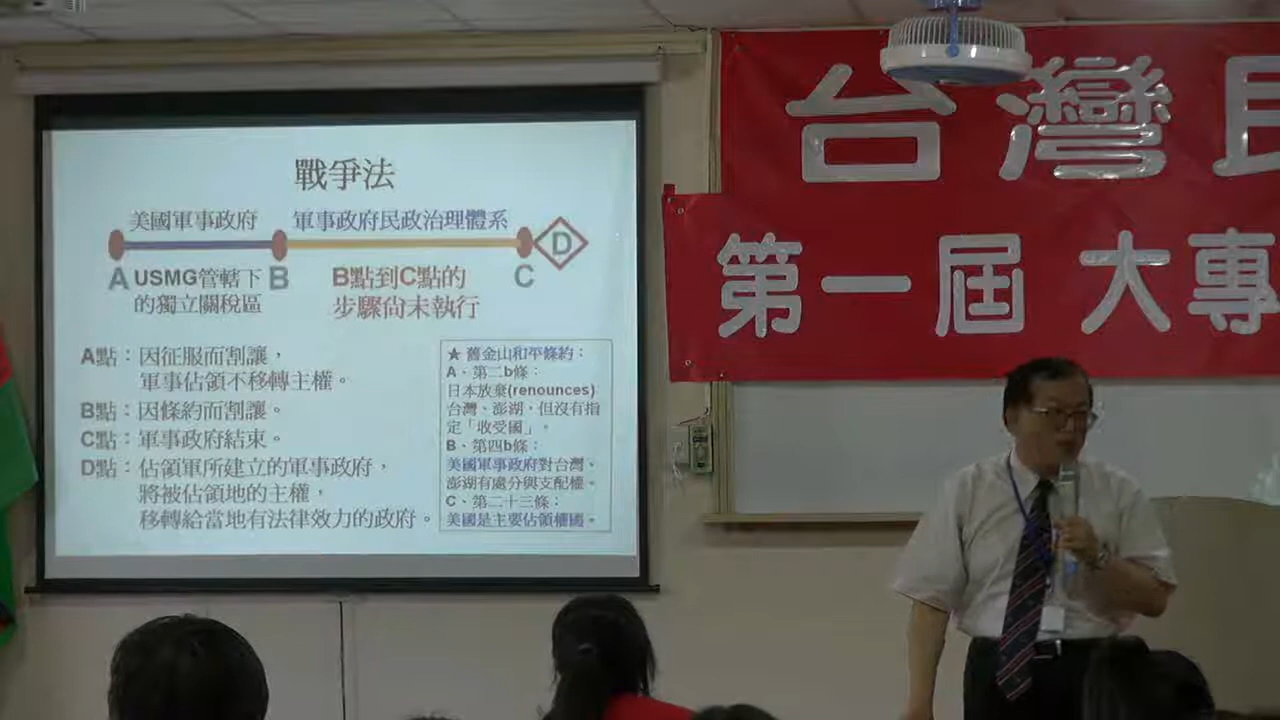 戰爭法
美國軍事政府 軍事政府民政治理體系
D
A USMG管轄下 B B點到C點的 C
的獨立關稅區 步驟尚未執行
A點：因征服而割讓，
軍事佔領不移轉主權。
B點：因條約而割讓。
C點：軍事政府結束。
D點：佔領軍所建立的軍事政府，
將被佔領地的主權，
移轉給當地有法律效力的政府。
★ 舊金山和平條約：
A、第二b條：
日本放棄(renounces)
台灣、澎湖，但沒有指
定「收受國」。
B、第四b條：
美國軍事政府對台灣、
澎湖有處分與支配權。
C、第二十三條：
美國是主要佔領權國。
台灣民
第一屆 大專